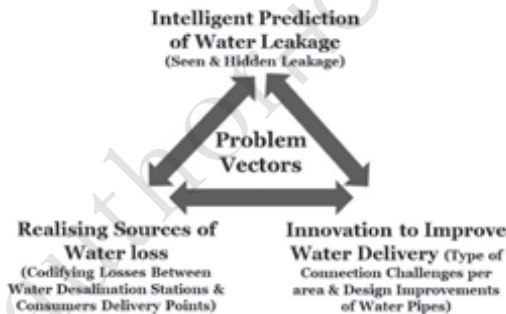 Intelligent Prediction
of Water Leakage
(Seen & Hidden Leakage)
Problem
Vectors
Realising Sources of
Water loss
(Codifying Losses Between
Water Desalination Stations &
Consumers Delivery Points)
Innovation to Improve
Water Delivery (Type of
Connection Challenges per
area & Design Improvements
of Water Pipes)